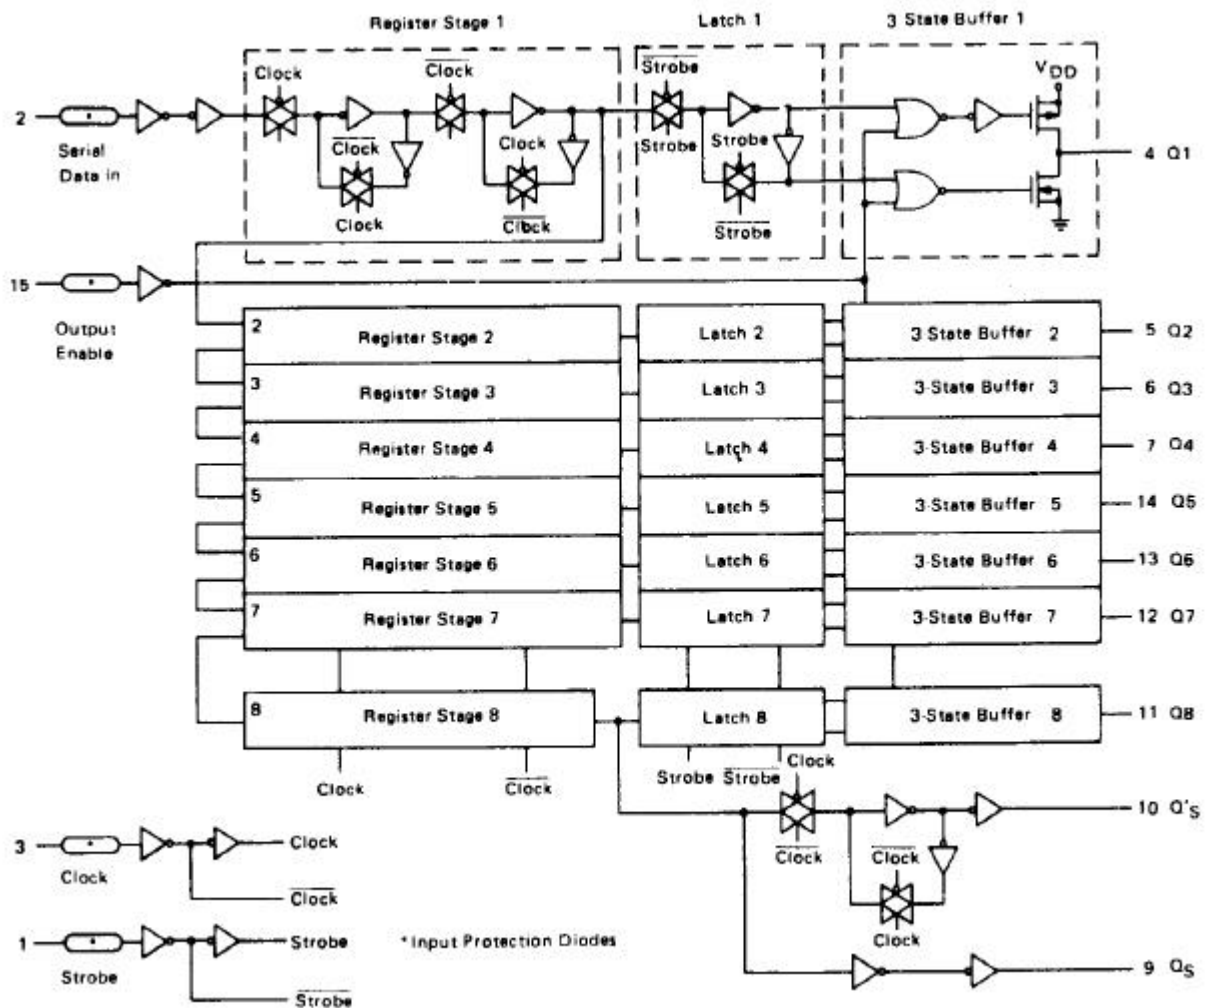 Register Stage 1
Latch 1
3 State Buffer 1
Clock
Clock
Strobe
VDD
2
Serial
Data in
Clock
Clock
Clock
Clock
Strobe
Strobe
Strobe
4 Q1
15
Output
Enable
2 Register Stage 2 Latch 2 3-State Buffer 2 5 Q2
3 Register Stage 3 Latch 3 3-State Buffer 3 6 Q3
4 Register Stage 4 Latch 4 3-State Buffer 4 7 Q4
5 Register Stage 5 Latch 5 3-State Buffer 5 14 Q5
6 Register Stage 6 Latch 6 3-State Buffer 6 13 Q6
7 Register Stage 7 Latch 7 3-State Buffer 7 12 Q7
8 Register Stage 8 Latch 8 3-State Buffer 8 11 Q8
Clock
Clock
Strobe
Strobe
Clock
Clock
Clock
Clock
10 Q'S
3
Clock
Clock
Clock
1
Strobe
Strobe
Strobe
*Input Protection Diodes
9 QS